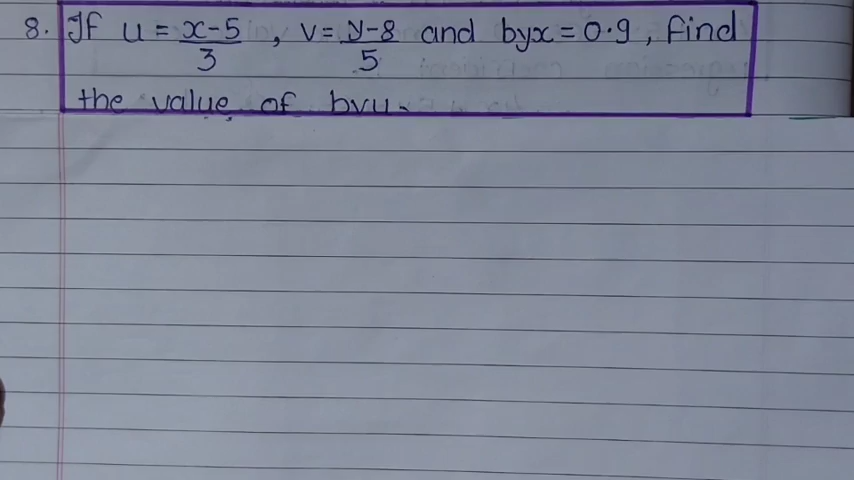 8. If u = x-5/3 , v = y-8/5 and byx = 0.9, find
the value of bvu.